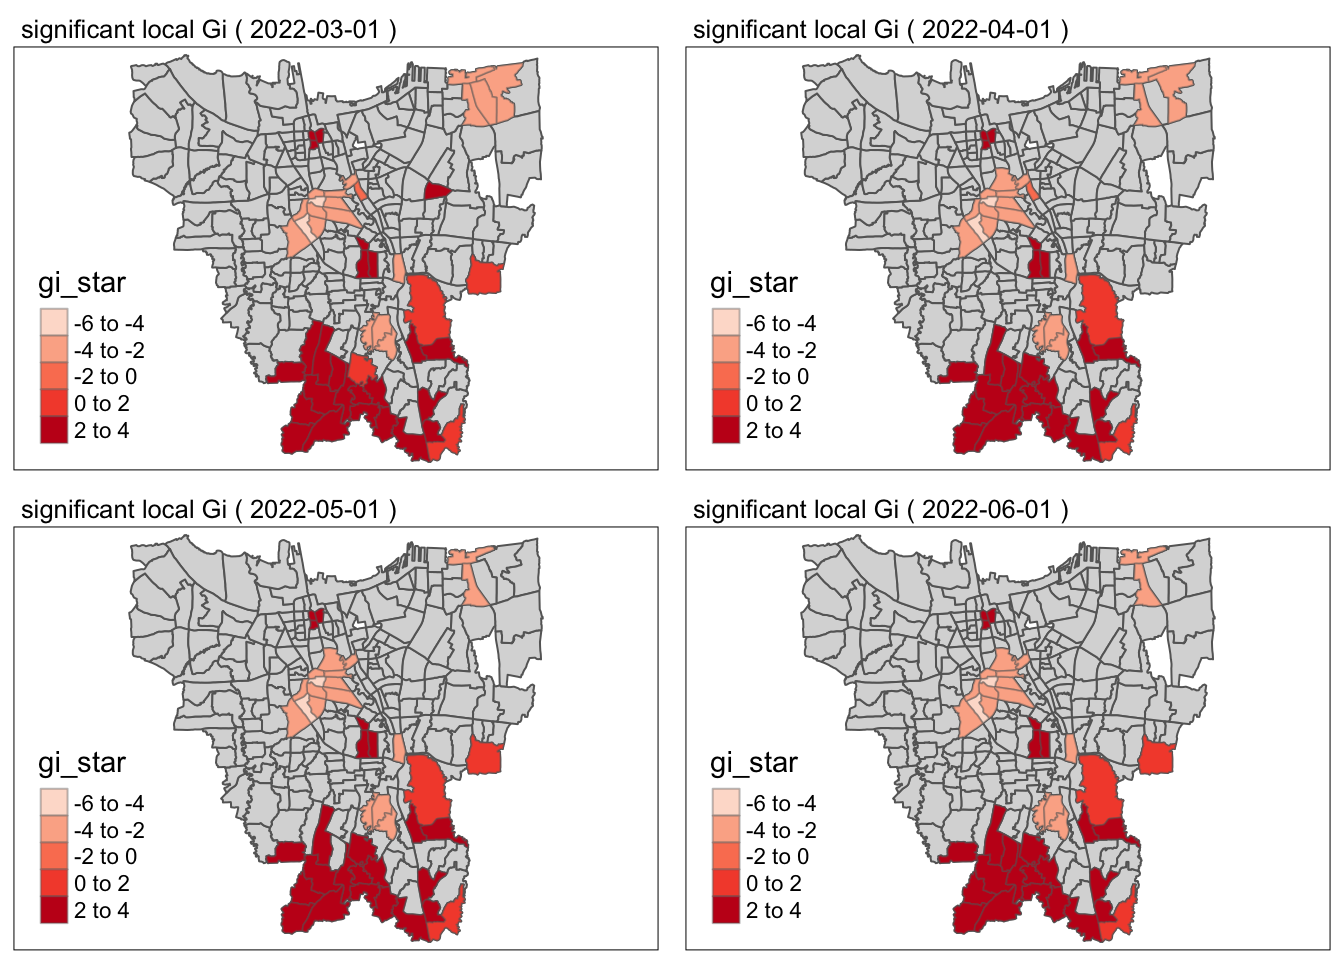 significant local Gi ( 2022-03-01 )
gi_star
-6 to -4
-4 to -2
-2 to 0
0 to 2
2 to 4
significant local Gi ( 2022-04-01 )
gi_star
-6 to -4
-4 to -2
-2 to 0
0 to 2
2 to 4
significant local Gi ( 2022-05-01 )
gi_star
-6 to -4
-4 to -2
-2 to 0
0 to 2
2 to 4
significant local Gi ( 2022-06-01 )
gi_star
-6 to -4
-4 to -2
-2 to 0
0 to 2
2 to 4